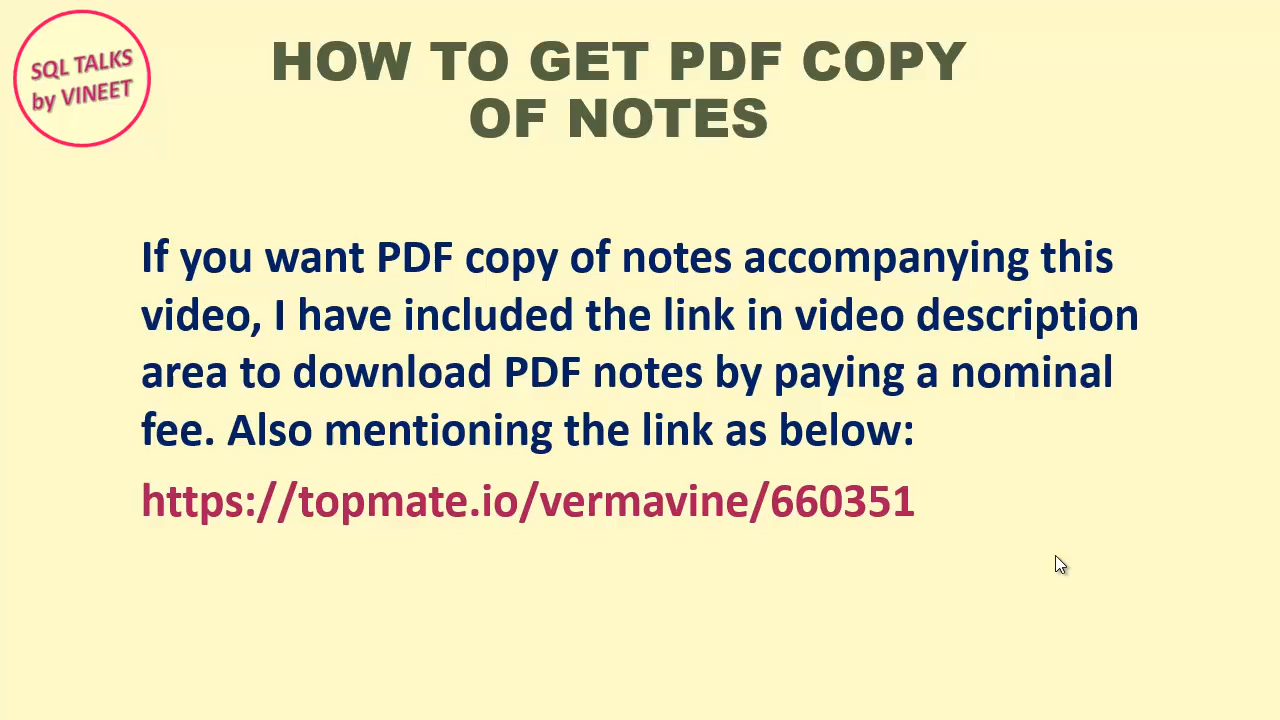 SQL TALKS
by VINEET
HOW TO GET PDF COPY
OF NOTES
If you want PDF copy of notes accompanying this
video, I have included the link in video description
area to download PDF notes by paying a nominal
fee. Also mentioning the link as below:
https://topmate.io/vermavine/660351